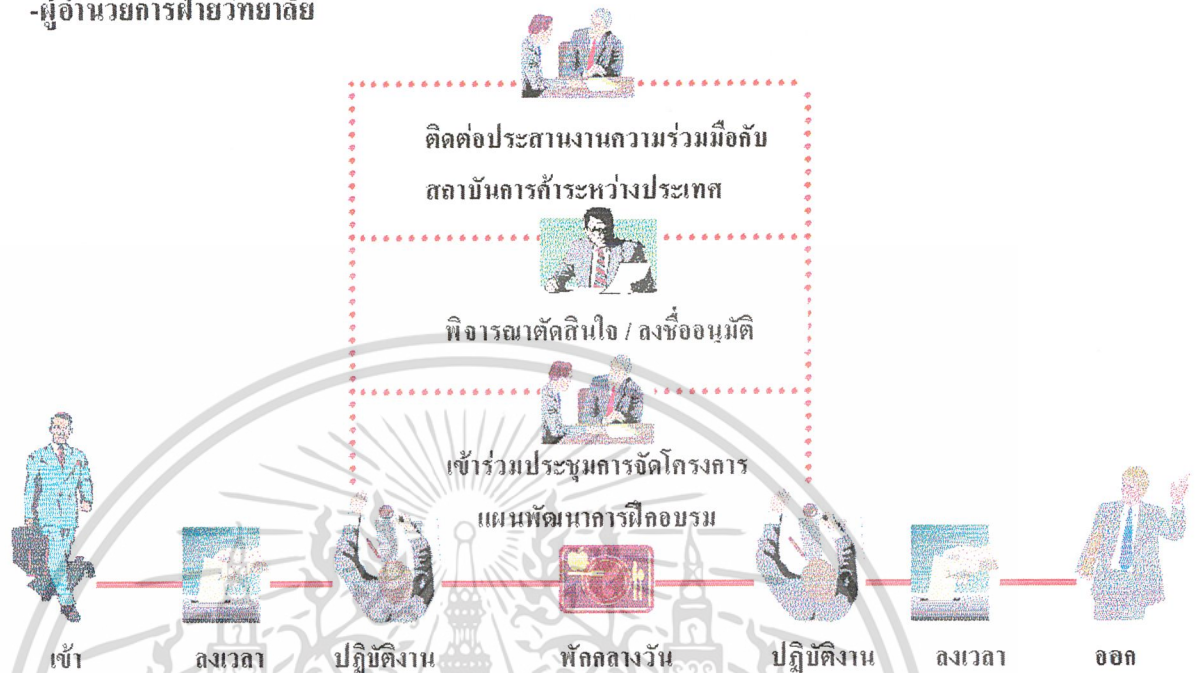 -ผู้อำนวยการฝ่ายวิทยาลัย
ติดต่อประสานงานความร่วมมือกับ
สถาบันการค้าระหว่างประเทศ
พิจารณาตัดสินใจ / ลงชื่ออนุมัติ
เข้าร่วมประชุมการจัดโครงการ
แผนพัฒนาการฝึกอบรม
เข้า ลงเวลา ปฏิบัติงาน พักกลางวัน ปฏิบัติงาน ลงเวลา ออก